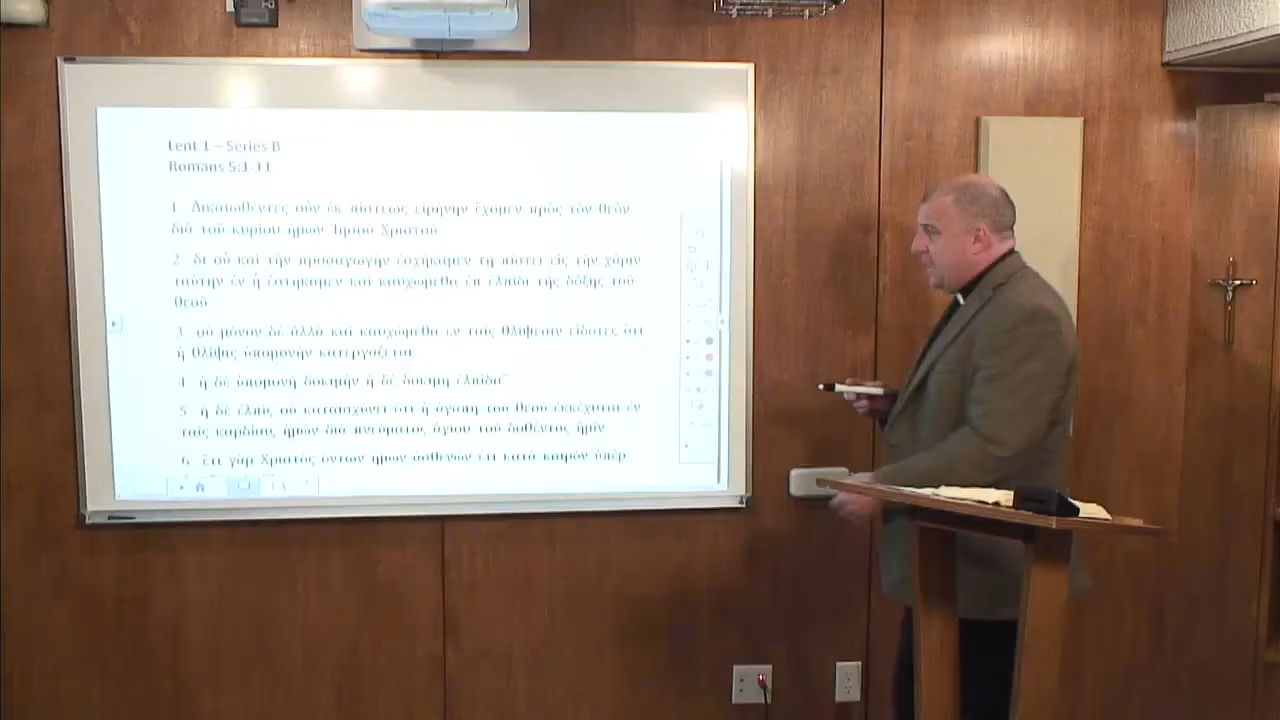 Lent 1 – Series B
Romans 5:1-11
1 Δικαιωθέντες οὖν ἐκ πίστεως εἰρήνην ἔχομεν πρὸς τὸν θεὸν
διὰ τοῦ κυρίου ἡμῶν Ἰησοῦ Χριστοῦ
2 δι οὗ καὶ τὴν προσαγωγὴν ἐσχήκαμεν τῇ πίστει εἰς τὴν χάριν
ταύτην ἐν ᾗ ἑστήκαμεν καὶ καυχώμεθα ἐπ ἐλπίδι τῆς δόξης τοῦ
θεοῦ
3 οὐ μόνον δέ ἀλλὰ καὶ καυχώμεθα ἐν ταῖς θλίψεσιν εἰδότες ὅτι
ἡ θλῖψις ὑπομονὴν κατεργάζεται
4 ἡ δὲ ὑπομονὴ δοκιμήν ἡ δὲ δοκιμὴ ἐλπίδα
5 ἡ δὲ ἐλπὶς οὐ καταισχύνει ὅτι ἡ ἀγάπη τοῦ θεοῦ ἐκκέχυται ἐν
ταῖς καρδίαις ἡμῶν διὰ πνεύματος ἁγίου τοῦ δοθέντος ἡμῖν
6 ἔτι γὰρ Χριστὸς ὄντων ἡμῶν ἀσθενῶν ἔτι κατὰ καιρὸν ὑπὲρ